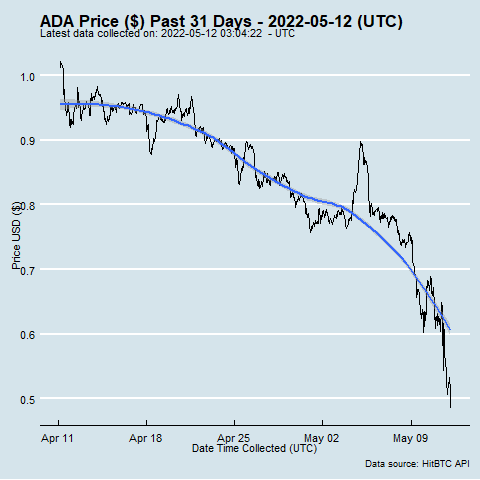 ADA Price ($) Past 31 Days - 2022-05-12 (UTC)
Latest data collected on: 2022-05-12 03:04:22 - UTC
1.0
0.9
0.8
0.7
0.6
0.5
Price USD ($)
Apr 11 Apr 18 Apr 25 May 02 May 09
Date Time Collected (UTC)
Data source: HitBTC API